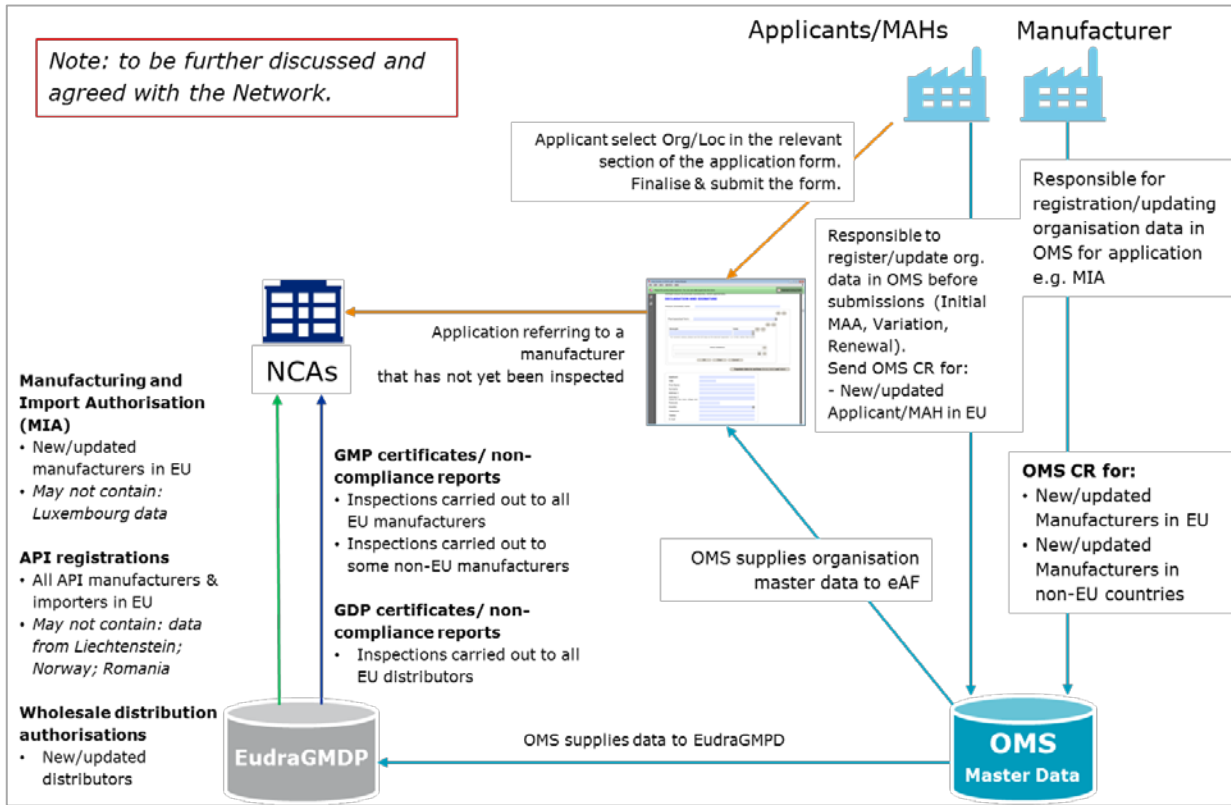 Applicants/MAHs
Manufacturer
Note: to be further discussed and
agreed with the Network.
Applicant select Org/Loc in the relevant
section of the application form.
Finalise & submit the form.
Responsible for
registration/updating
organisation data in
OMS for application
e.g. MIA
Responsible to
register/update org.
data in OMS before
submissions (Initial
MAA, Variation,
Renewal).
Send OMS CR for:
- New/updated
Applicant/MAH in EU
Application referring to a
manufacturer
that has not yet been inspected
NCAs
Manufacturing and
Import Authorisation
(MIA)
• New/updated
manufacturers in EU
• May not contain:
Luxembourg data
API registrations
• All API manufacturers &
importers in EU
• May not contain: data
from Liechtenstein;
Norway; Romania
Wholesale distribution
authorisations
• New/updated
distributors
GMP certificates/ non-
compliance reports
• Inspections carried out to all
EU manufacturers
• Inspections carried out to
some non-EU manufacturers
GDP certificates/ non-
compliance reports
• Inspections carried out to all
EU distributors
OMS supplies organisation
master data to eAF
OMS CR for:
• New/updated
Manufacturers in EU
• New/updated
Manufacturers in
non-EU countries
EudraGMDP
OMS supplies data to EudraGMPD
OMS
Master Data